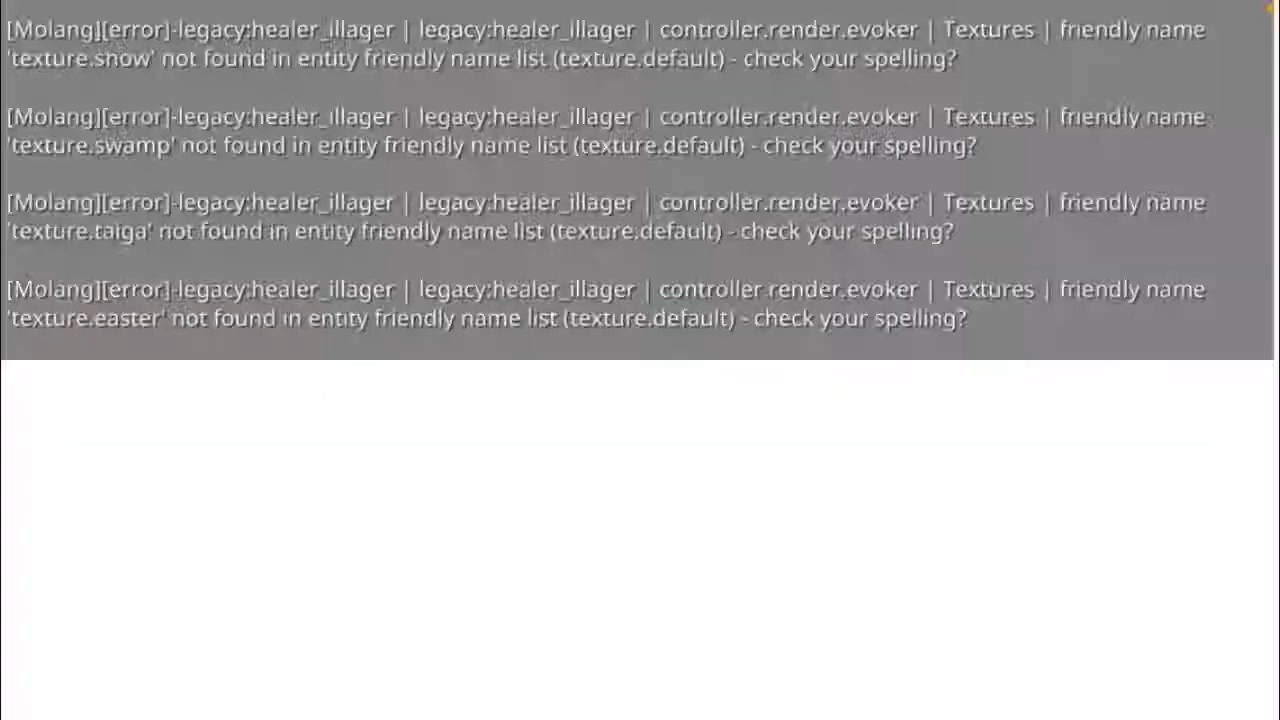 [Molang][error]-legacy:healer_illager | legacy:healer_illager | controller.render.evoker | Textures | friendly name
'texture.snow' not found in entity friendly name list (texture.default) - check your spelling?
[Molang][error]-legacy:healer_illager | legacy:healer_illager | controller.render.evoker | Textures | friendly name
'texture.swamp' not found in entity friendly name list (texture.default) - check your spelling?
[Molang][error]-legacy:healer_illager | legacy:healer_illager | controller.render.evoker | Textures | friendly name
'texture.taiga' not found in entity friendly name list (texture.default) - check your spelling?
[Molang][error]-legacy:healer_illager | legacy:healer_illager | controller.render.evoker | Textures | friendly name
'texture.easter' not found in entity friendly name list (texture.default) - check your spelling?